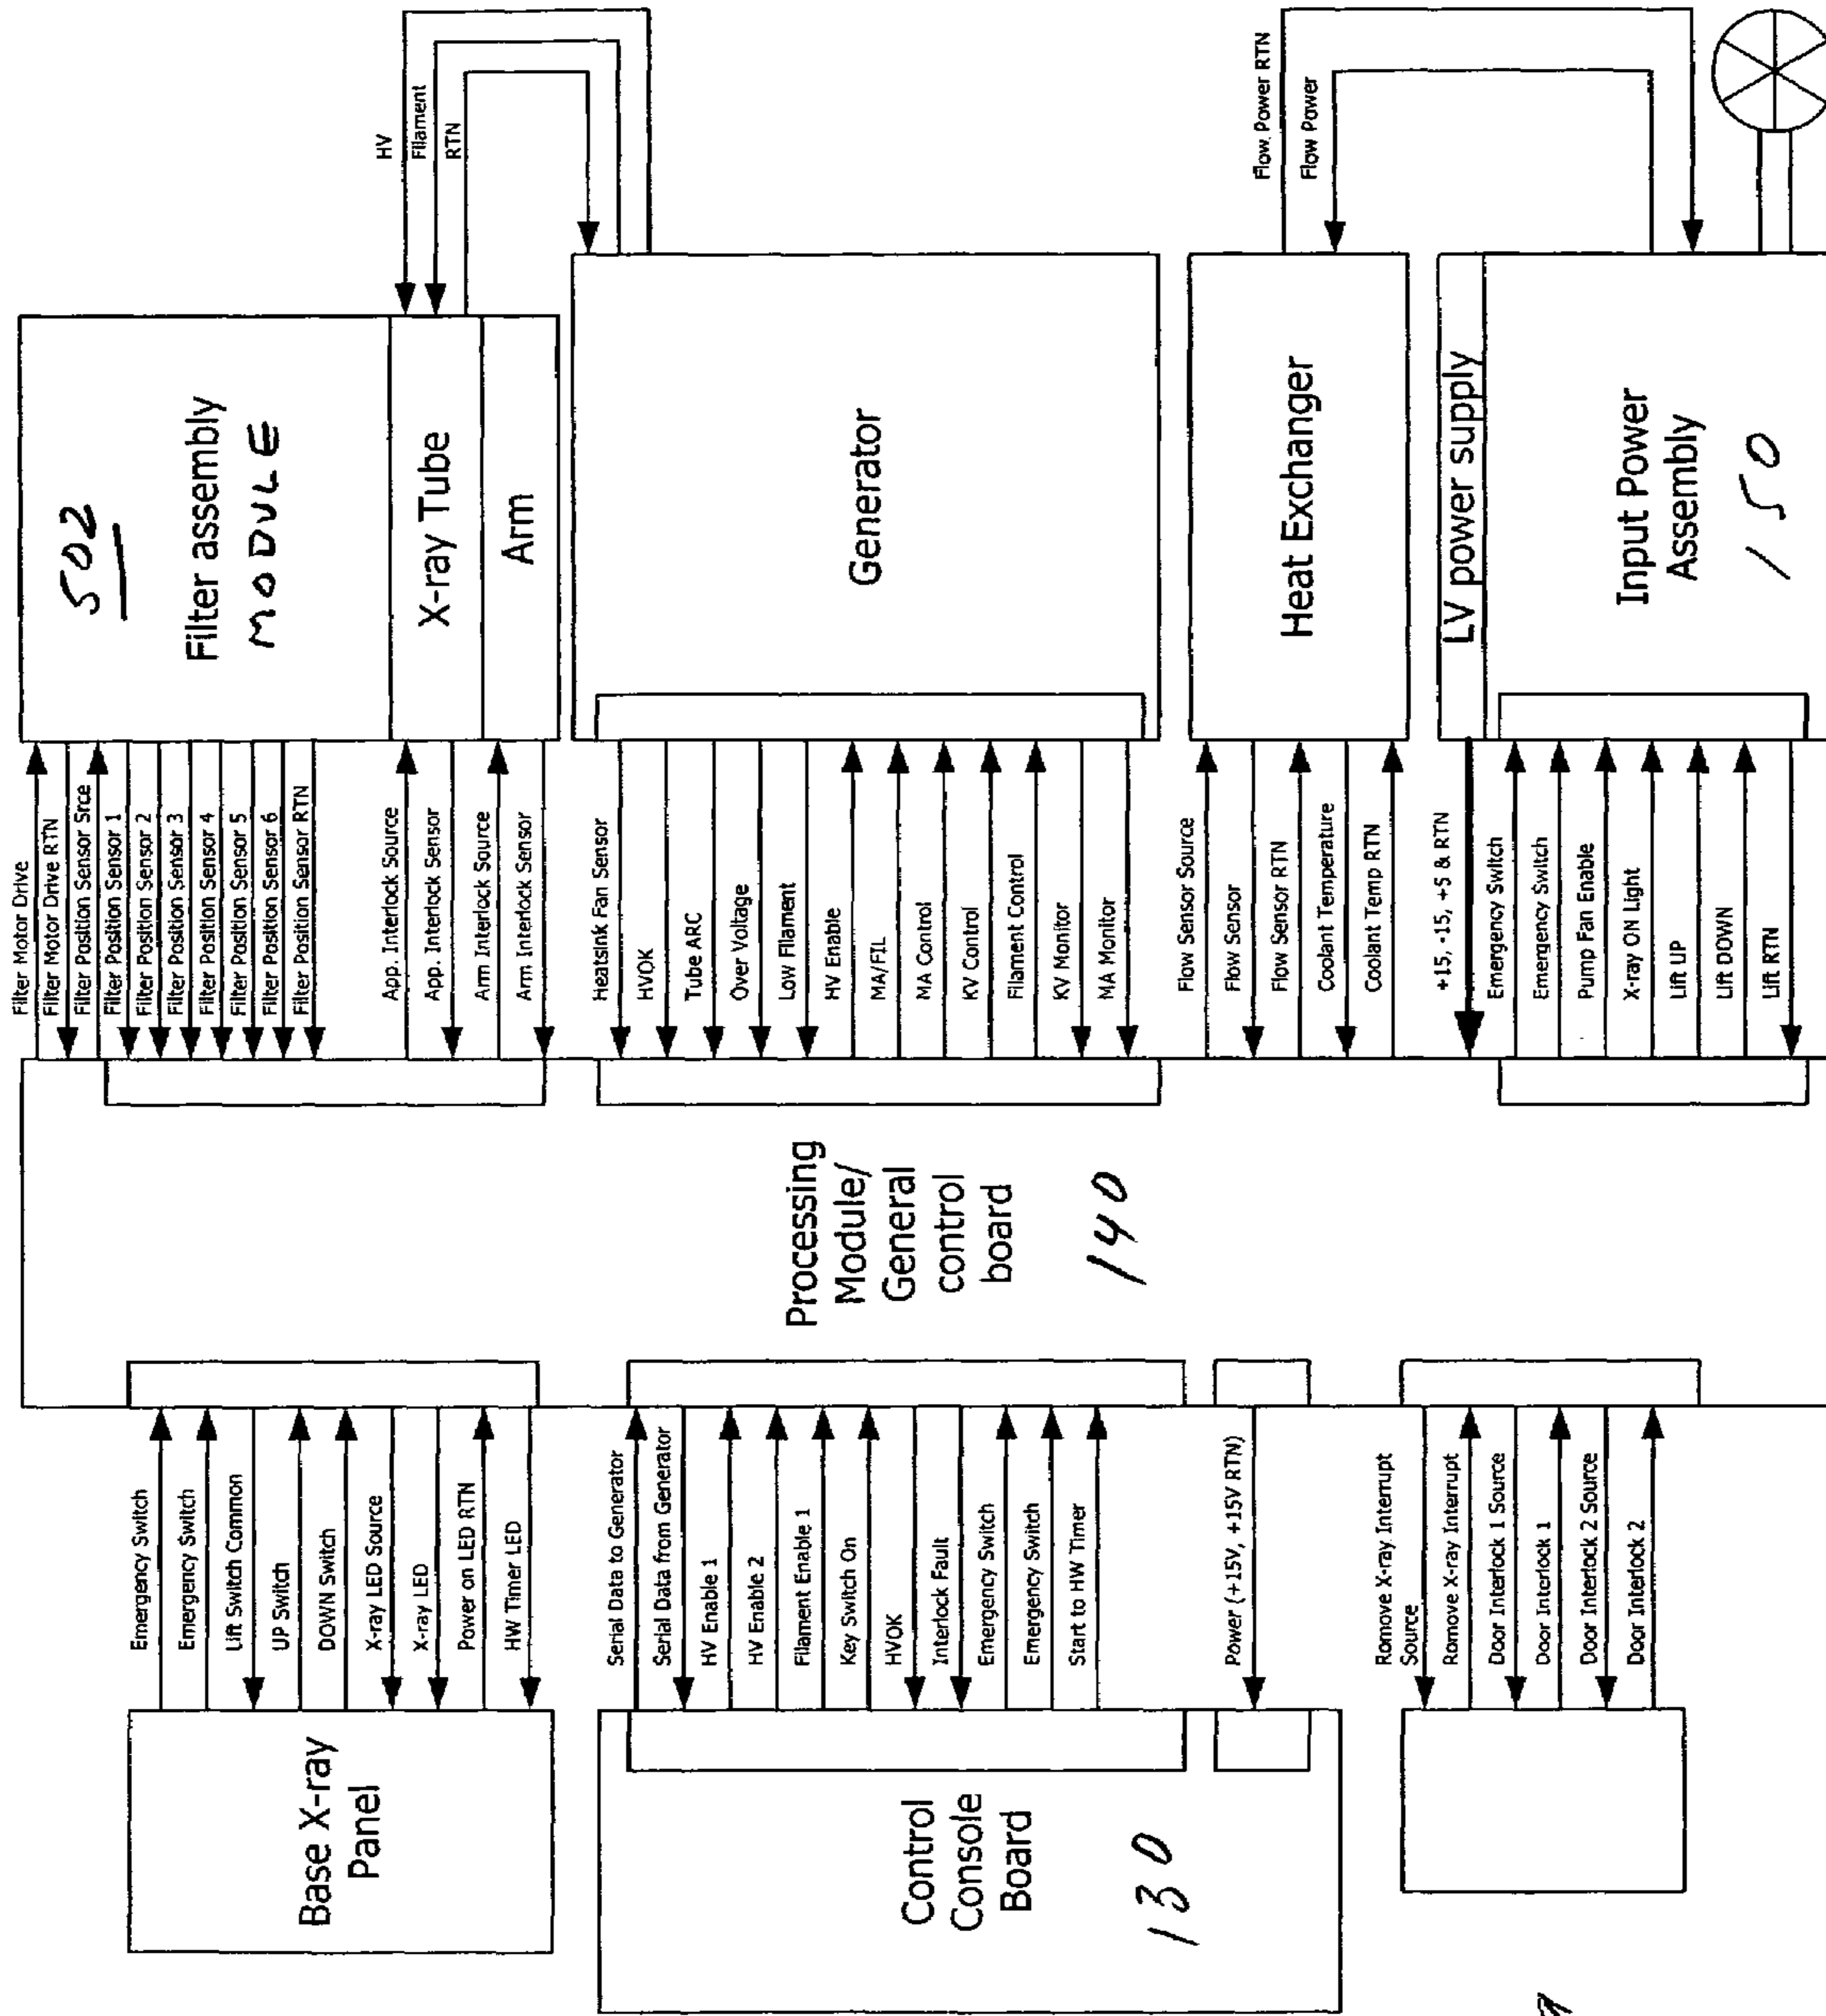 Filter Motor Drive
Filter Motor Drive RTN
Filter Position Sensor Srce
Filter Position Sensor 1
Filter Position Sensor 2
Filter Position Sensor 3
Filter Position Sensor 4
Filter Position Sensor 5
Filter Position Sensor 6
Filter Position Sensor RTN
App. Interlock Source
App. Interlock Sensor
Arm Interlock Source
Arm Interlock Sensor
502
Filter assembly
MODULE
X-ray Tube
Arm
HV
Filament
RTN
Heatsink Fan Sensor
HVOK
Tube ARC
Over Voltage
Low Filament
HV Enable
MA/FIL
MA Control
KV Control
Filament Control
KV Monitor
MA Monitor
Generator
Flow Sensor Source
Flow Sensor
Flow Sensor RTN
Coolant Temperature
Coolant Temp RTN
Heat Exchanger
Flow Power RTN
Flow Power
+15, -15, +5 & RTN
Emergency Switch
Emergency Switch
Pump Fan Enable
X-ray ON Light
Lift UP
Lift DOWN
Lift RTN
LV power supply
Input Power
Assembly
150
Processing
Module/
General
control
board
140
Emergency Switch
Emergency Switch
Lift Switch Common
UP Switch
DOWN Switch
X-ray LED Source
X-ray LED
Power on LED RTN
HW Timer LED
Base X-ray
Panel
Serial Data to Generator
Serial Data from Generator
HV Enable 1
HV Enable 2
Filament Enable 1
Key Switch On
HVOK
Interlock Fault
Emergency Switch
Emergency Switch
Start to HW Timer
Power (+15V, +15V RTN)
Control
Console
Board
130
Romove X-ray Interrupt
Source
Romove X-ray Interrupt
Door Interlock 1 Source
Door Interlock 1
Door Interlock 2 Source
Door Interlock 2